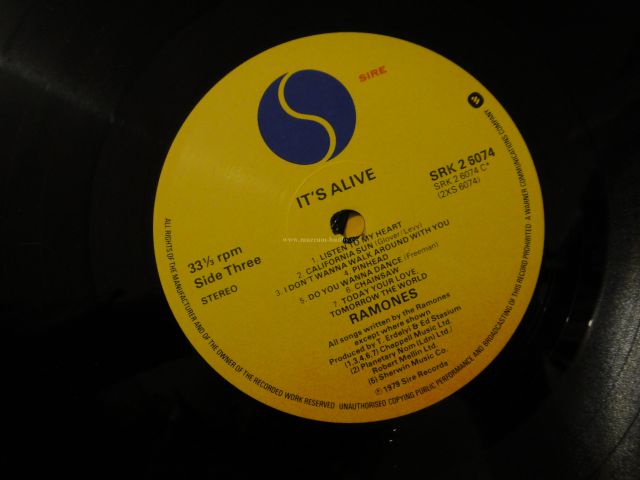 SIRE
IT'S ALIVE
SRK 2 6074
SRK 2 6074 C*
(2XS 6074)
33⅓ rpm
Side Three
STEREO
1. LISTEN TO MY HEART
2. CALIFORNIA SUN (Glover/Levy)
3. I DON'T WANNA WALK AROUND WITH YOU
4. PINHEAD
5. DO YOU WANNA DANCE (Freeman)
6. CHAINSAW
7. TODAY YOUR LOVE,
TOMORROW THE WORLD
RAMONES
All songs written by the Ramones
except where shown
Produced by T. Erdelyi & Ed Stasium
(1,3,4,6,7) Chappell Music Ltd.
(2) Planetary Nom (Ldn) Ltd./
Robert Mellin Ltd.
(5) Sherwin Music Co.
℗ 1979 Sire Records
ALL RIGHTS OF THE MANUFACTURER AND OF THE OWNER OF THE RECORDED WORK RESERVED UNAUTHORISED COPYING PUBLIC PERFORMANCE AND BROADCASTING OF THIS RECORD PROHIBITED A WARNER COMMUNICATIONS COMPANY